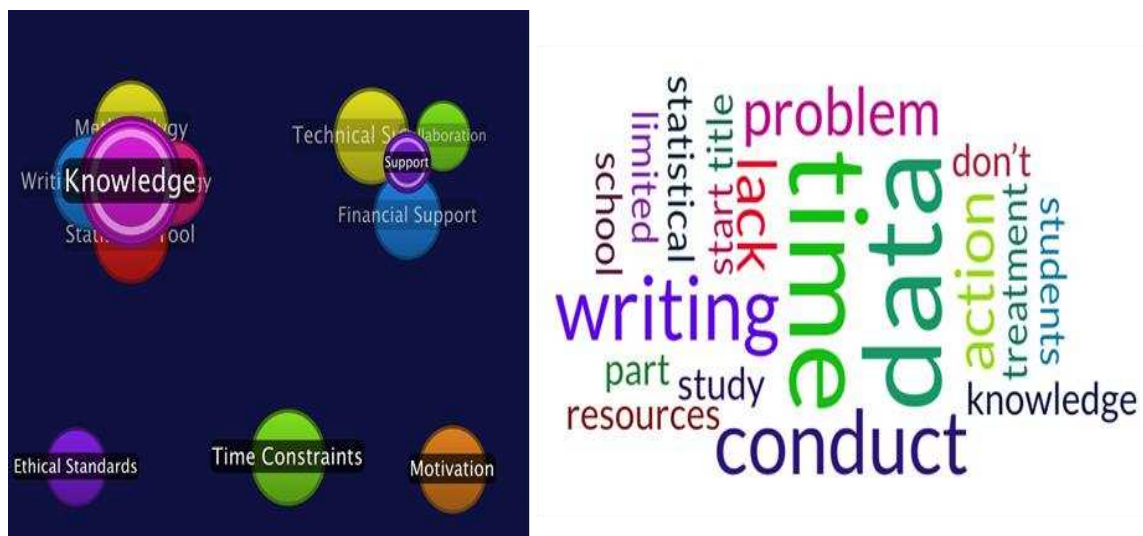 Knowledge
Technical
Support
Financial Support
Ethical Standards
Time Constraints
Motivation
problem
don't
time
data
lack
start title
statistical
limited
school
action
treatment
students
writing
part
study
resources
knowledge
conduct